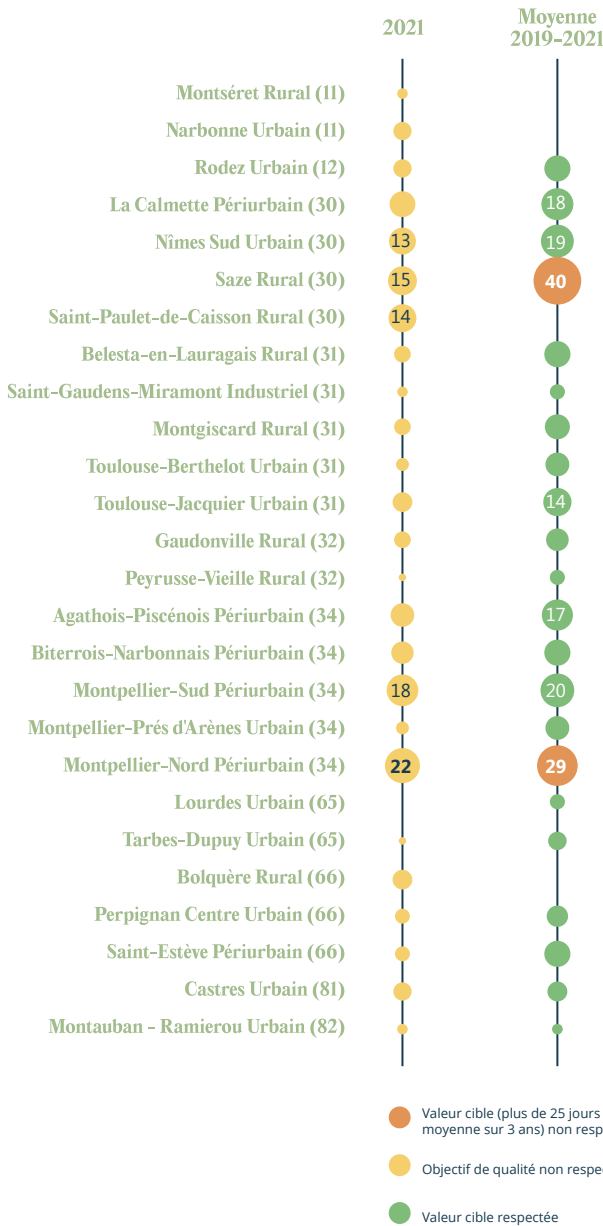 2021
Moyenne
2019-2021
Montséret Rural (11)
Narbonne Urbain (11)
Rodez Urbain (12)
La Calmette Périurbain (30) 18
Nîmes Sud Urbain (30) 13 19
Saze Rural (30) 15 40
Saint-Paulet-de-Caisson Rural (30) 14
Belesta-en-Lauragais Rural (31)
Saint-Gaudens-Miramont Industriel (31)
Montgiscard Rural (31)
Toulouse-Berthelot Urbain (31)
Toulouse-Jacquier Urbain (31) 14
Gaudonville Rural (32)
Peyrusse-Vieille Rural (32)
Agathois-Piscénois Périurbain (34) 17
Biterrois-Narbonnais Périurbain (34)
Montpellier-Sud Périurbain (34) 18 20
Montpellier-Prés d'Arènes Urbain (34)
Montpellier-Nord Périurbain (34) 22 29
Lourdes Urbain (65)
Tarbes-Dupuy Urbain (65)
Bolquère Rural (66)
Perpignan Centre Urbain (66)
Saint-Estève Périurbain (66)
Castres Urbain (81)
Montauban - Ramierou Urbain (82)
Valeur cible (plus de 25 jours
moyenne sur 3 ans) non resp
Objectif de qualité non respe
Valeur cible respectée